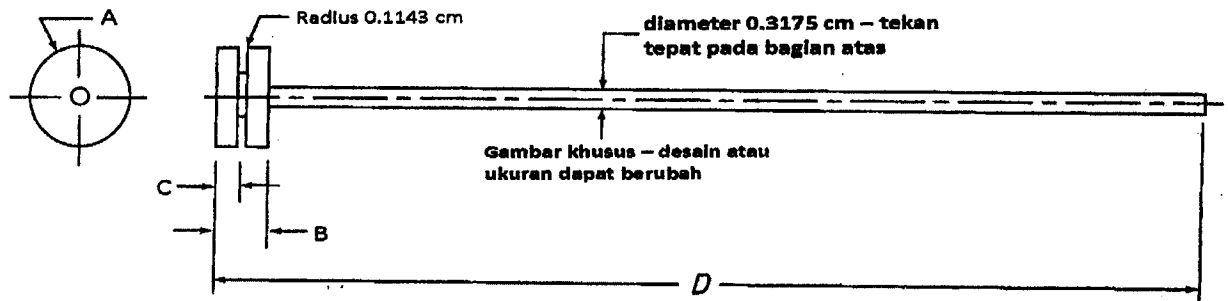 A
Radius 0.1143 cm
diameter 0.3175 cm – tekan
tepat pada bagian atas
Gambar khusus – desain atau
ukuran dapat berubah
C
B
D